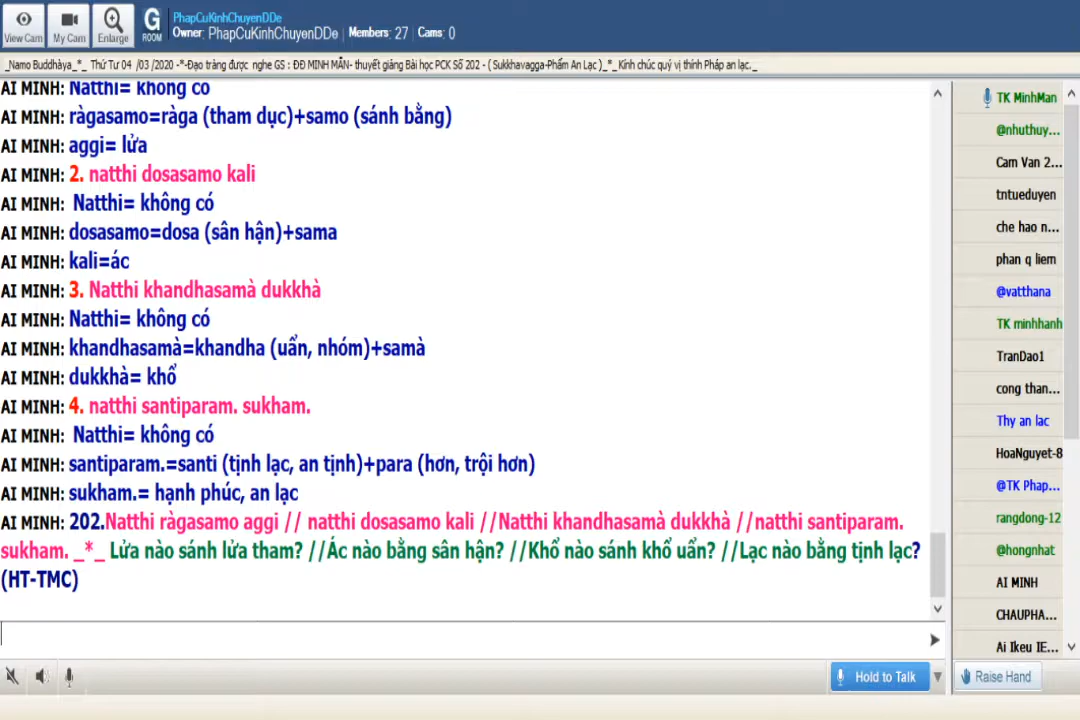 PhapCuKinhChuyenDDe
Owner: PhapCuKinhChuyenDDe | Members: 27 | Cams: 0
View Cam My Cam Enlarge G ROOM
_Namo Buddhàya_*_ Thứ Tư 04 /03 /2020 -*-Đạo tràng được nghe GS : ĐĐ MINH MẪN- thuyết giảng Bài học PCK Số 202 - ( Sukkhavagga-Phẩm An Lạc )_*_Kính chúc quý vị thính Pháp an lạc._
AI MINH: Natthi= không có
AI MINH: ràgasamo=ràga (tham dục)+samo (sánh bằng)
AI MINH: aggi= lửa
AI MINH: 2. natthi dosasamo kali
AI MINH: Natthi= không có
AI MINH: dosasamo=dosa (sân hận)+sama
AI MINH: kali=ác
AI MINH: 3. Natthi khandhasamà dukkhà
AI MINH: Natthi= không có
AI MINH: khandhasamà=khandha (uẩn, nhóm)+samà
AI MINH: dukkhà= khổ
AI MINH: 4. natthi santiparam. sukham.
AI MINH: Natthi= không có
AI MINH: santiparam.=santi (tịnh lạc, an tịnh)+para (hơn, trội hơn)
AI MINH: sukham.= hạnh phúc, an lạc
AI MINH: 202.Natthi ràgasamo aggi // natthi dosasamo kali //Natthi khandhasamà dukkhà //natthi santiparam.
sukham. _*_ Lửa nào sánh lửa tham? //Ác nào bằng sân hận? //Khổ nào sánh khổ uẩn? //Lạc nào bằng tịnh lạc?
(HT-TMC)
TK MinhMan
@nhuthuy...
Cam Van 2...
tntueduyen
che hao n...
phan q liem
@vatthana
TK minhhanh
TranDao1
cong than...
Thy an lac
HoaNguyet-8
@TK Phap...
rangdong-12
@hongnhat
AI MINH
CHAUPHA...
Ai Ikeu IE...
Hold to Talk
Raise Hand